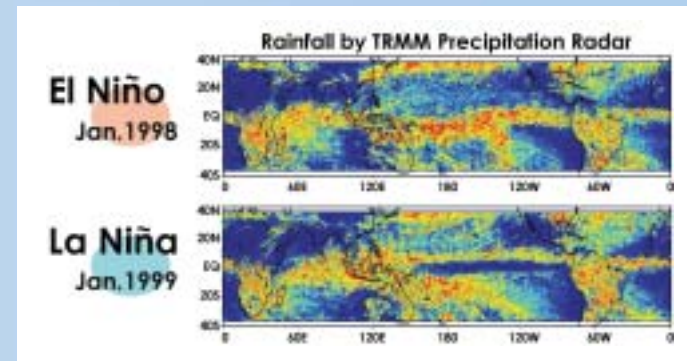 Rainfall by TRMM Precipitation Radar
El Niño
Jan.1998
40N
20N
EQ
20S
40S
0 60E 120E 180 120W 60W 0
La Niña
Jan.1999
40N
20N
EQ
20S
40S
0 60E 120E 180 120W 60W 0